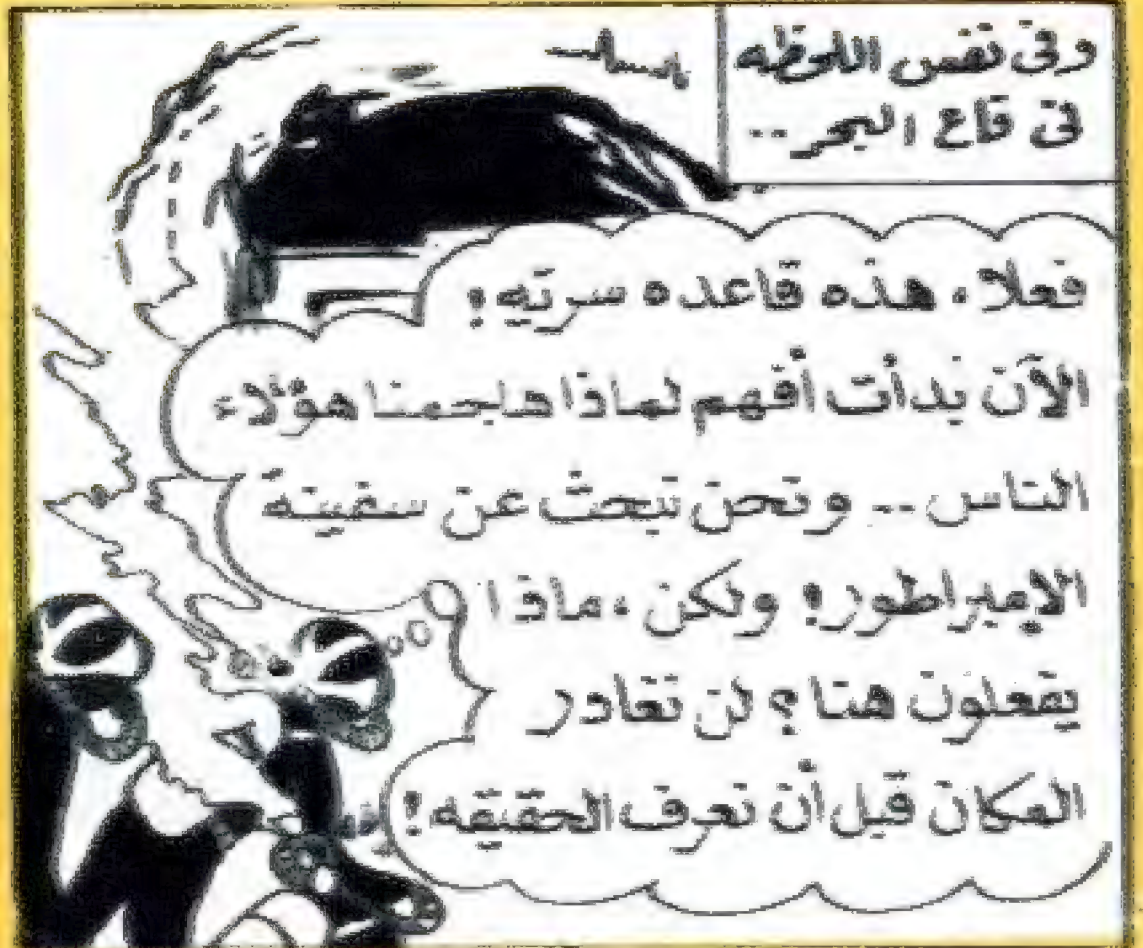 وفى نفس اللحظه
فى قاع البحر --
فعلا، هذه قاعده سريه!
الآن بدأت أفهم لماذا هاجمنا هؤلاء
الناس -- ونحن نبحث عن سفينة
الإمبراطور! ولكن، ماذا
يفعلون هنا؟ لن نغادر
المكان قبل أن نعرف الحقيقه!